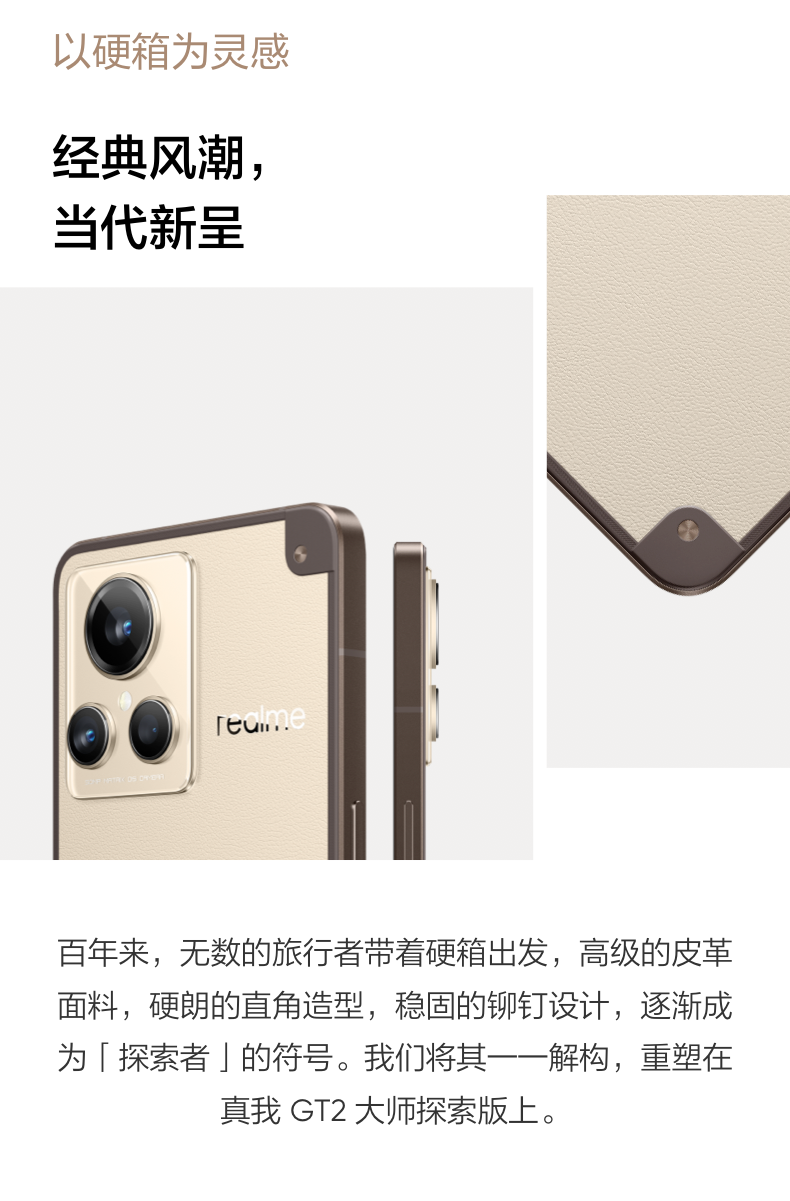 以硬箱为灵感
经典风潮，
当代新呈
realme
百年来，无数的旅行者带着硬箱出发，高级的皮革
面料，硬朗的直角造型，稳固的铆钉设计，逐渐成
为「探索者」的符号。我们将其一一解构，重塑在
真我 GT2 大师探索版上。